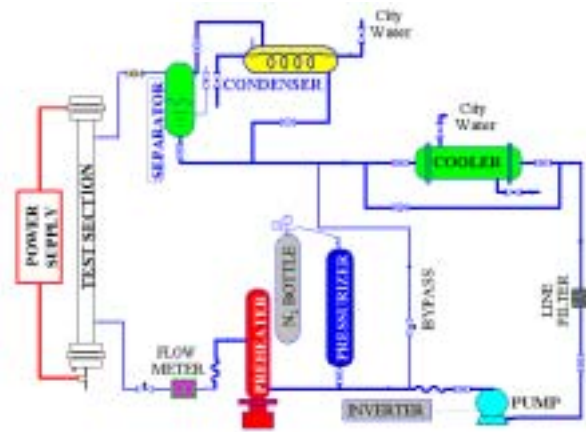 City
Water
CONDENSER
SEPARATOR
City
Water
COOLER
TEST SECTION
POWER
SUPPLY
N₂ BOTTLE
PRESSURIZER
BYPASS
LINE
FILTER
FLOW
METER
PREHEATER
INVERTER
PUMP